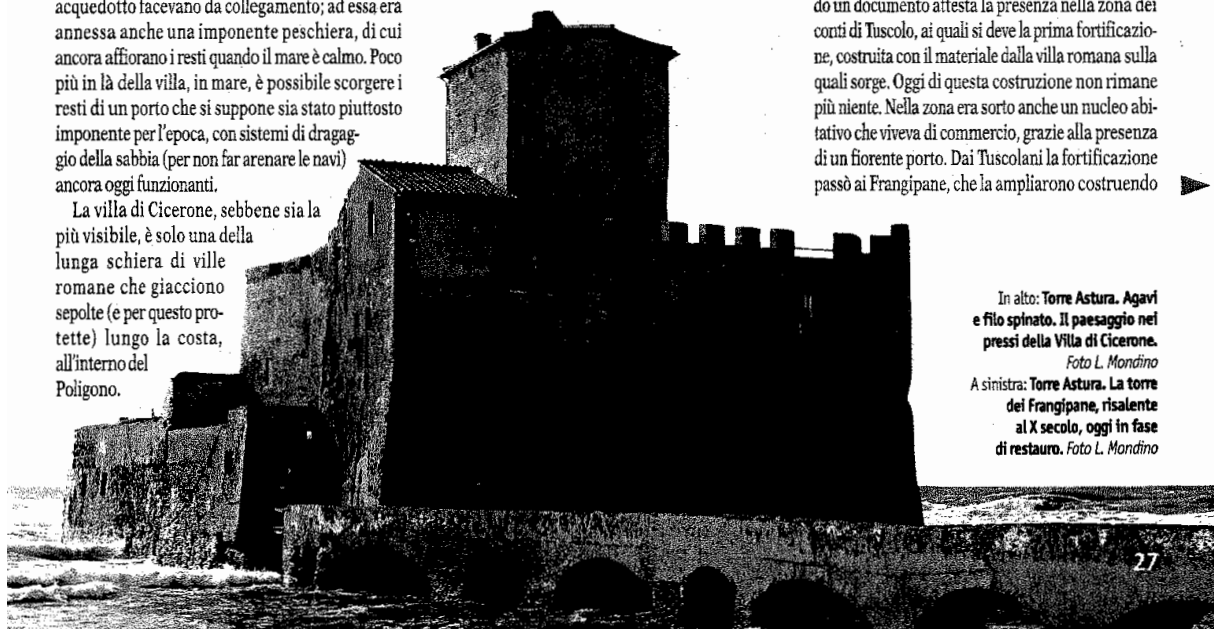 acquedotto facevano da collegamento; ad essa era
annessa anche una imponente peschiera, di cui
ancora affiorano i resti quando il mare è calmo. Poco
più in là della villa, in mare, è possibile scorgere i
resti di un porto che si suppone sia stato piuttosto
imponente per l'epoca, con sistemi di dragag-
gio della sabbia (per non far arenare le navi)
ancora oggi funzionanti.
La villa di Cicerone, sebbene sia la
più visibile, è solo una della
lunga schiera di ville
romane che giacciono
sepolte (e per questo pro-
tette) lungo la costa,
all'interno del
Poligono.
do un documento attesta la presenza nella zona dei
conti di Tuscolo, ai quali si deve la prima fortificazio-
ne, costruita con il materiale dalla villa romana sulla
quali sorge. Oggi di questa costruzione non rimane
più niente. Nella zona era sorto anche un nucleo abi-
tativo che viveva di commercio, grazie alla presenza
di un fiorente porto. Dai Tuscolani la fortificazione
passò ai Frangipane, che la ampliarono costruendo
In alto: Torre Astura. Agavi
e filo spinato. Il paesaggio nei
pressi della Villa di Cicerone.
Foto L. Mondino
A sinistra: Torre Astura. La torre
dei Frangipane, risalente
al X secolo, oggi in fase
di restauro. Foto L. Mondino
27